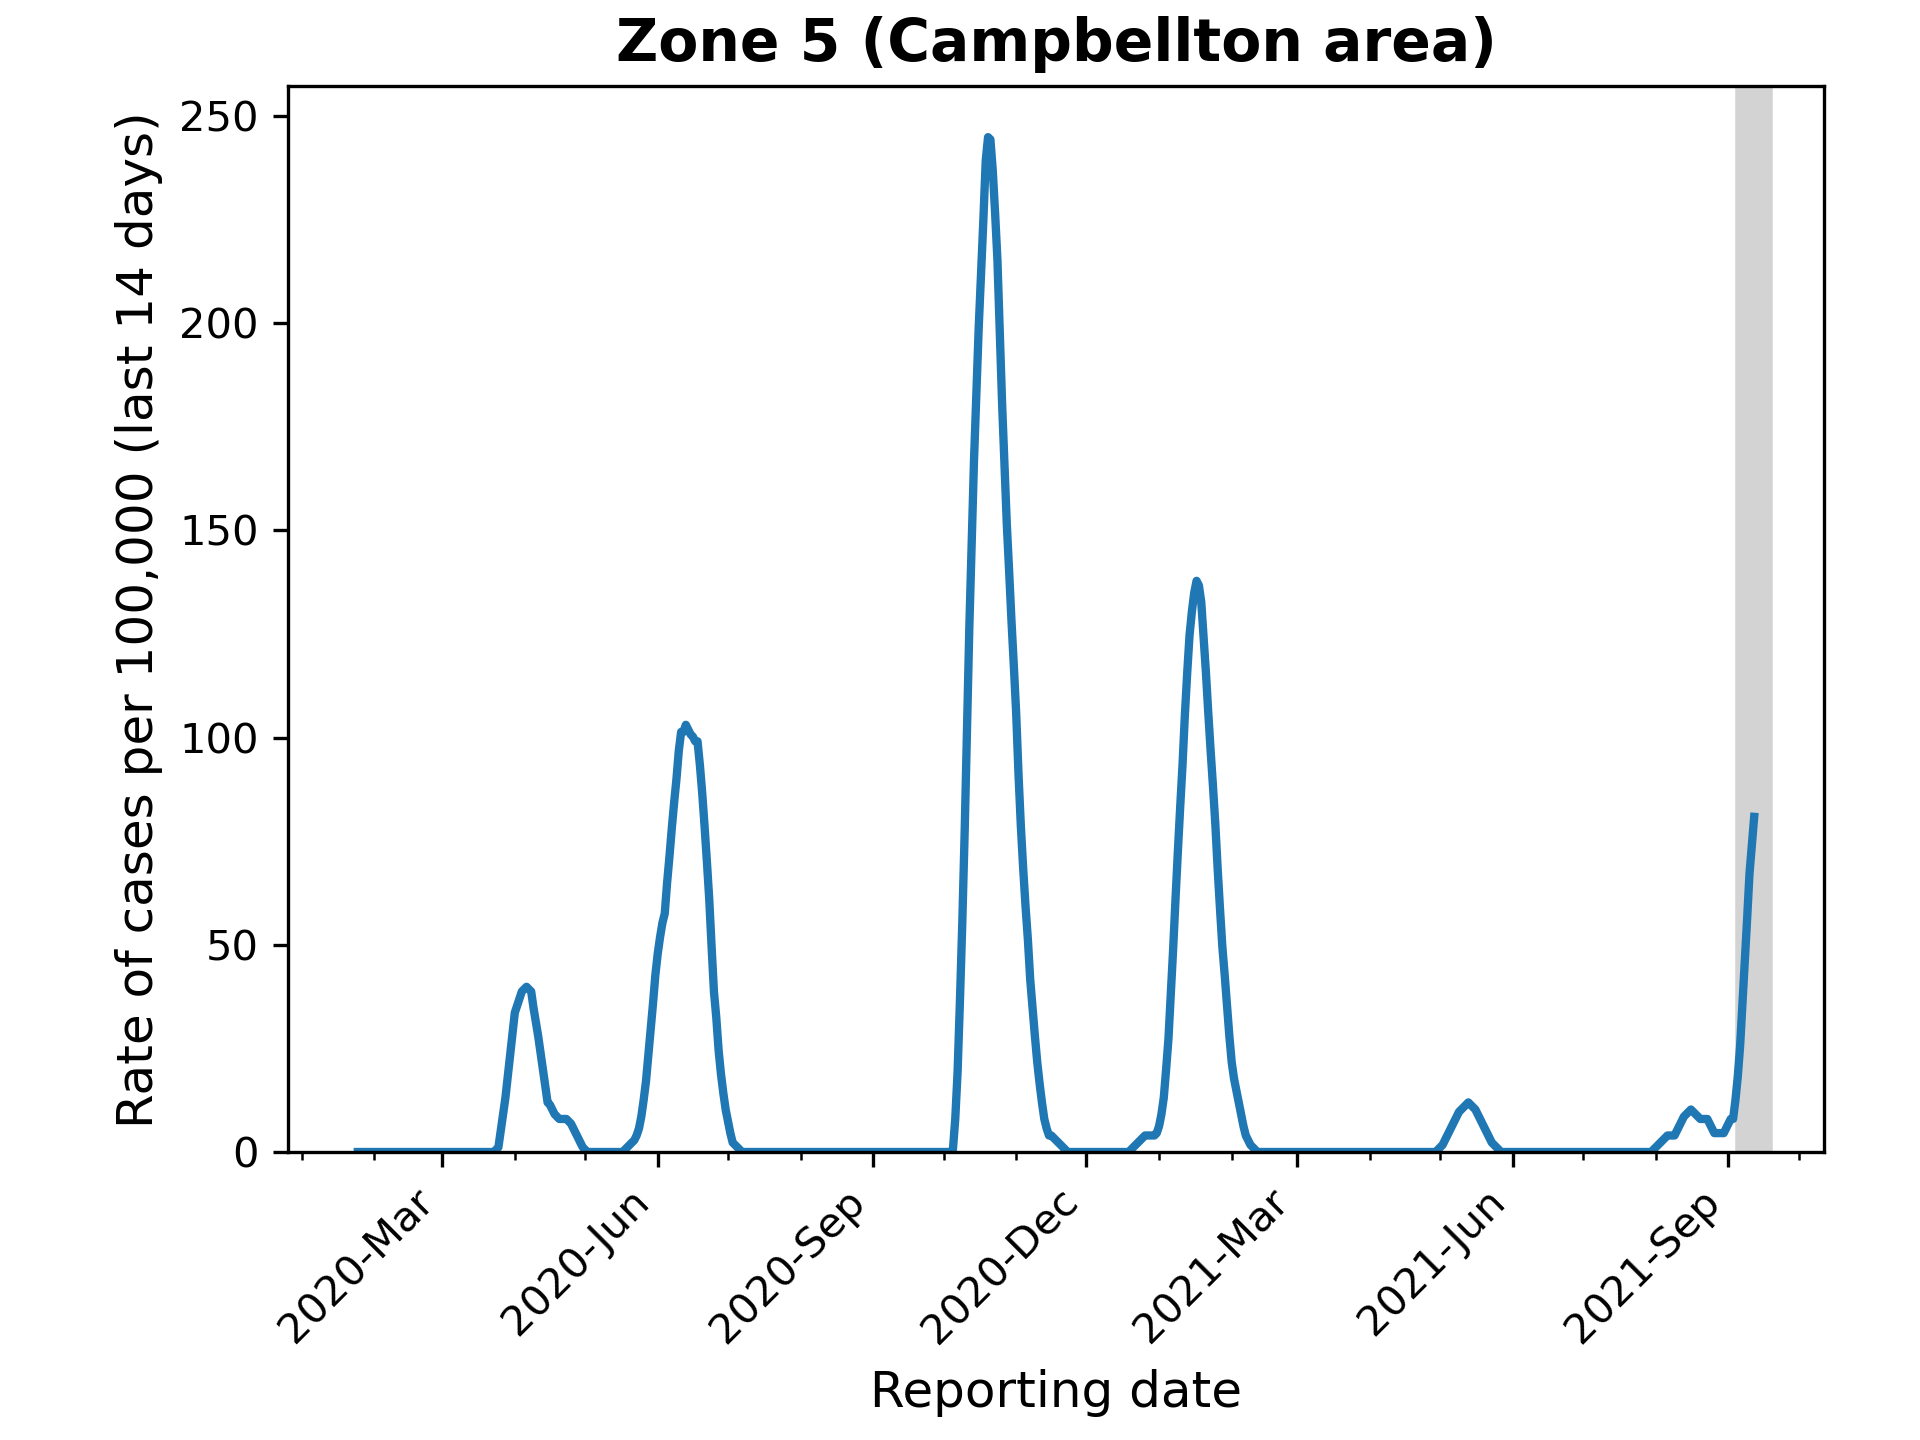 Zone 5 (Campbellton area)
Rate of cases per 100,000 (last 14 days)
250
200
150
100
50
0
2020-Mar
2020-Jun
2020-Sep
2020-Dec
2021-Mar
2021-Jun
2021-Sep
Reporting date